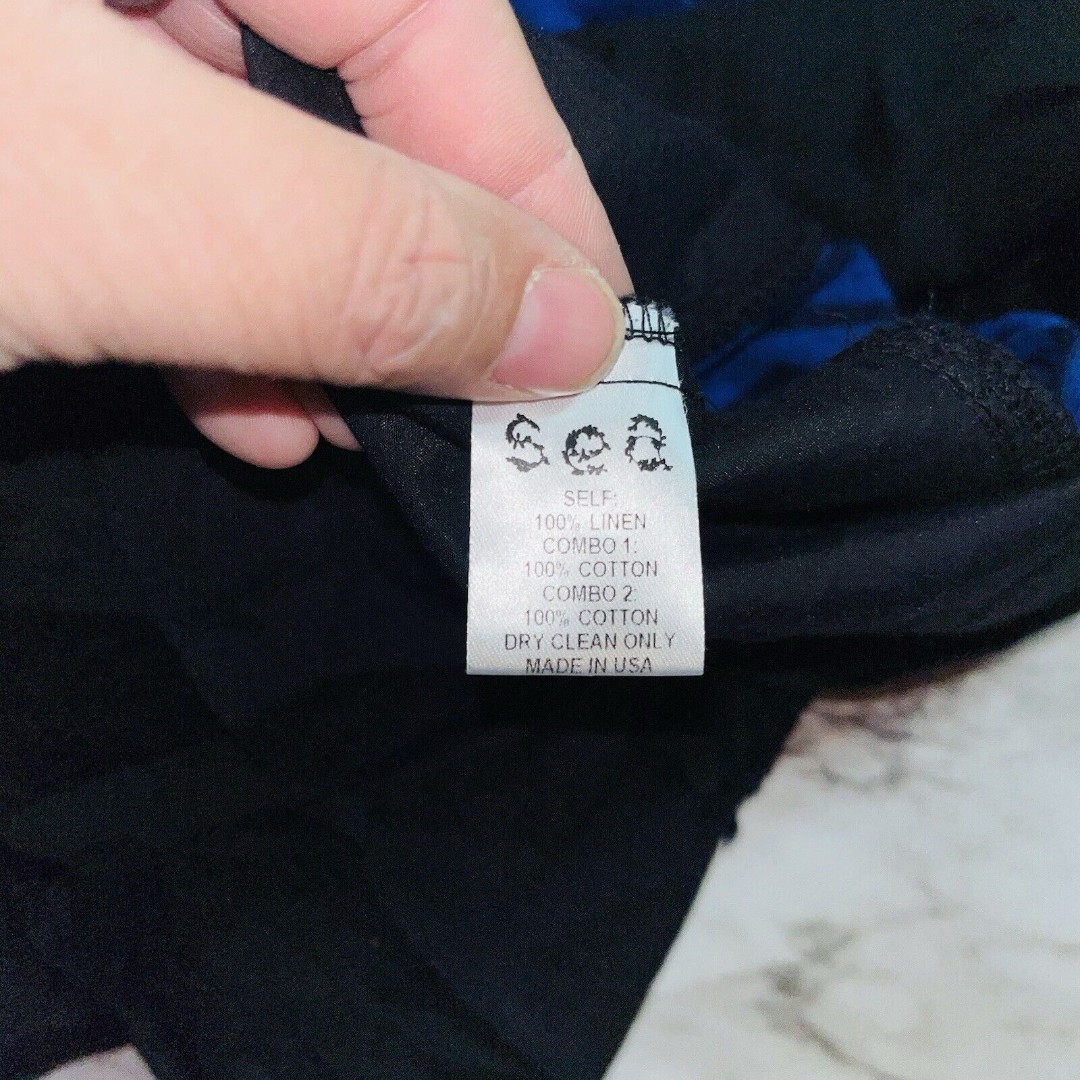 Sea
SELF:
100% LINEN
COMBO 1:
100% COTTON
COMBO 2:
100% COTTON
DRY CLEAN ONLY
MADE IN USA